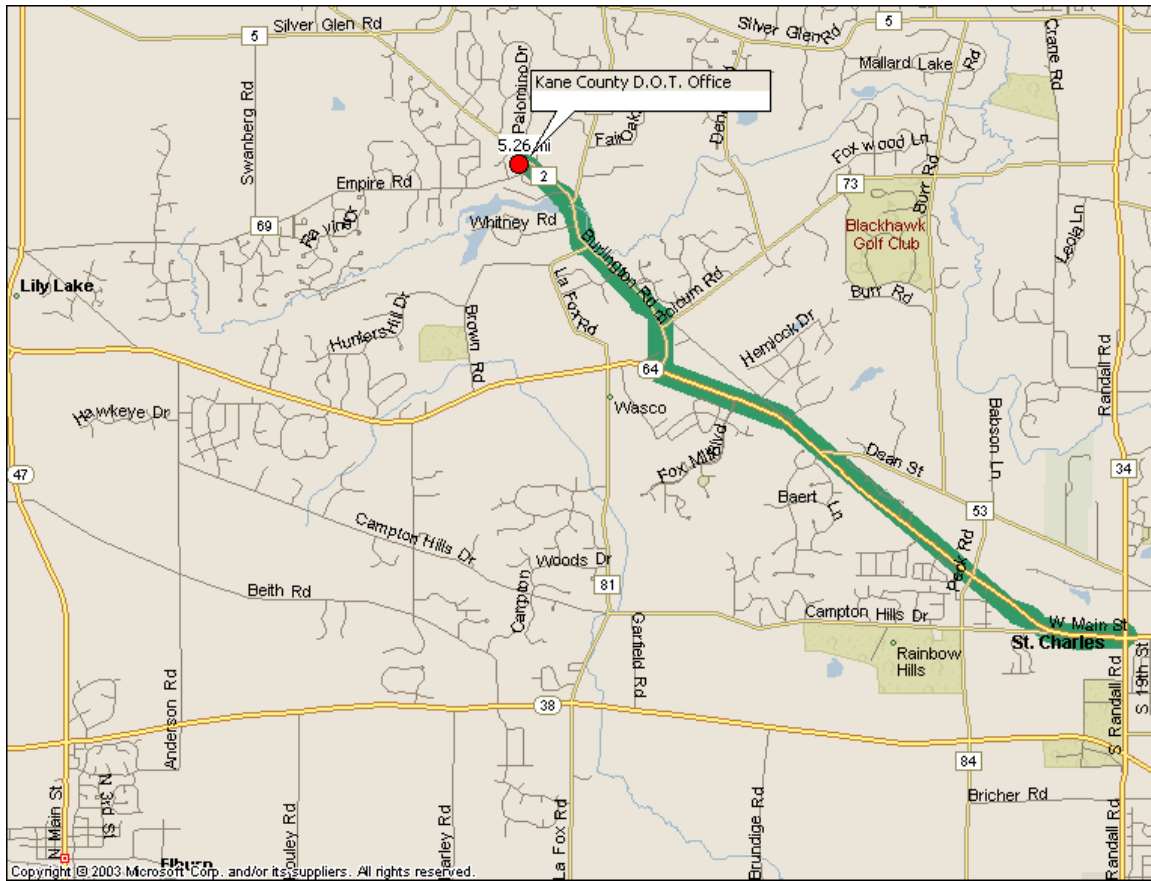 Silver Glen Rd
5
Silver Glen Rd
5
Crane Rd
Mallard Lake Rd
Palomino Dr
Kane County D.O.T. Office
Swanberg Rd
5.26 mi
Fair Oaks
Fox wood Ln
Empire Rd
2
73
Burr Rd
69
Whitney Rd
Blackhawk
Golf Club
Leola Ln
Lily Lake
Burlington Rd
La Fox Rd
Bolcum Rd
Burr Rd
Hunters Hill Dr
Brown Rd
Hemlock Dr
Randall Rd
64
Hawkeye Dr
Wasco
Babson Ln
Fox Mill Blvd
Dean St
47
34
Baert Ln
53
Campton Hills Dr
Woods Dr
Peck Rd
Beith Rd
Campton
81
Garfield Rd
Campton Hills Dr
W Main St
St. Charles
Rainbow
Hills
Anderson Rd
38
S Randall Rd
S 19th St
84
N Main St
N 3rd St
Bricher Rd
La Fox Rd
Brundige Rd
Randall Rd
Elburn
Copyright © 2003 Microsoft Corp. and/or its suppliers. All rights reserved.